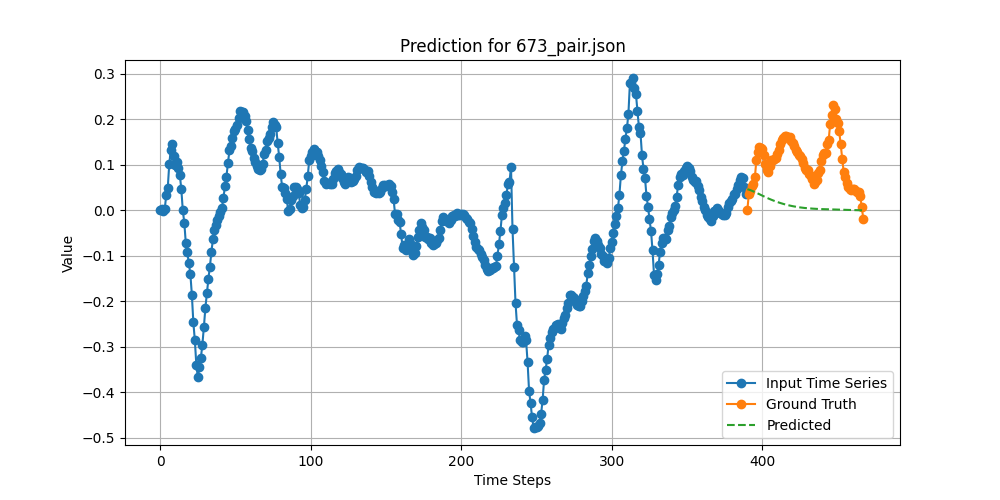 Prediction for 673_pair.json
Value
0.3
0.2
0.1
0.0
−0.1
−0.2
−0.3
−0.4
−0.5
0 100 200 300 400
Time Steps
Input Time Series
Ground Truth
Predicted